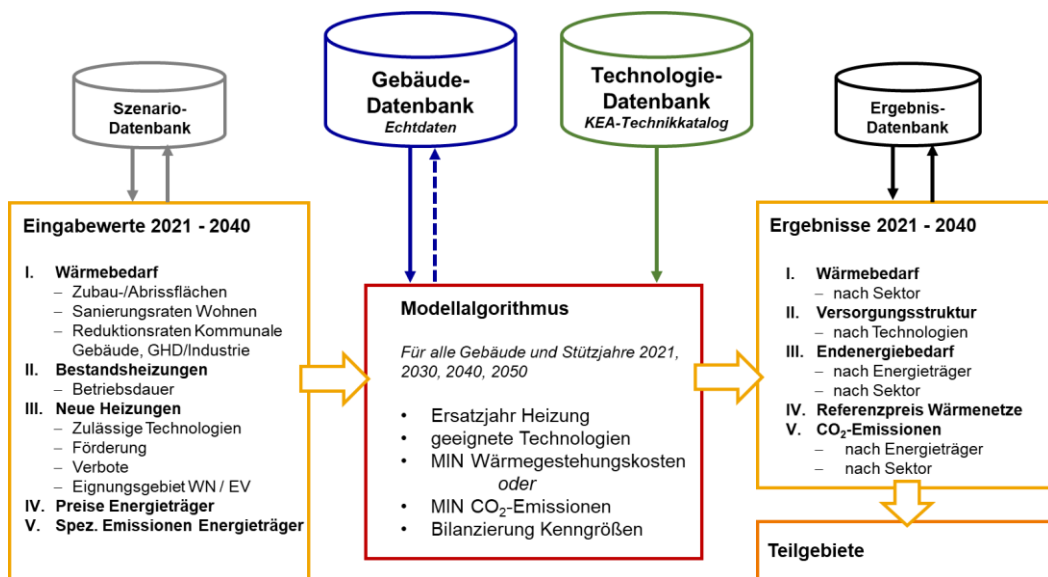 Szenario-
Datenbank
Gebäude-
Datenbank
Echtdaten
Technologie-
Datenbank
KEA-Technikkatalog
Ergebnis-
Datenbank
Eingabewerte 2021 - 2040
I. Wärmebedarf
– Zubau-/Abrissflächen
– Sanierungsraten Wohnen
– Reduktionsraten Kommunale
Gebäude, GHD/Industrie
II. Bestandsheizungen
– Betriebsdauer
III. Neue Heizungen
– Zulässige Technologien
– Förderung
– Verbote
– Eignungsgebiet WN / EV
IV. Preise Energieträger
V. Spez. Emissionen Energieträger
Modellalgorithmus
Für alle Gebäude und Stützjahre 2021,
2030, 2040, 2050
• Ersatzjahr Heizung
• geeignete Technologien
• MIN Wärmegestehungskosten
oder
• MIN CO₂-Emissionen
• Bilanzierung Kenngrößen
Ergebnisse 2021 - 2040
I. Wärmebedarf
– nach Sektor
II. Versorgungsstruktur
– nach Technologien
III. Endenergiebedarf
– nach Energieträger
– nach Sektor
IV. Referenzpreis Wärmenetze
V. CO₂-Emissionen
– nach Energieträger
– nach Sektor
Teilgebiete